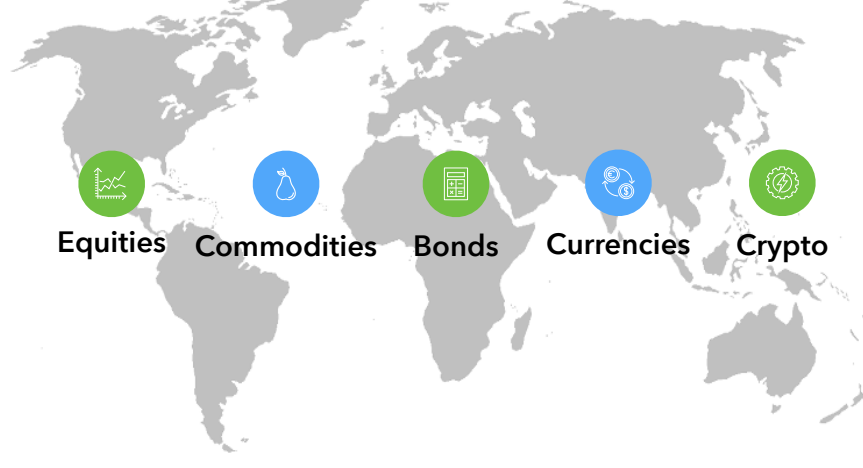 Equities
Commodities
Bonds
Currencies
Crypto